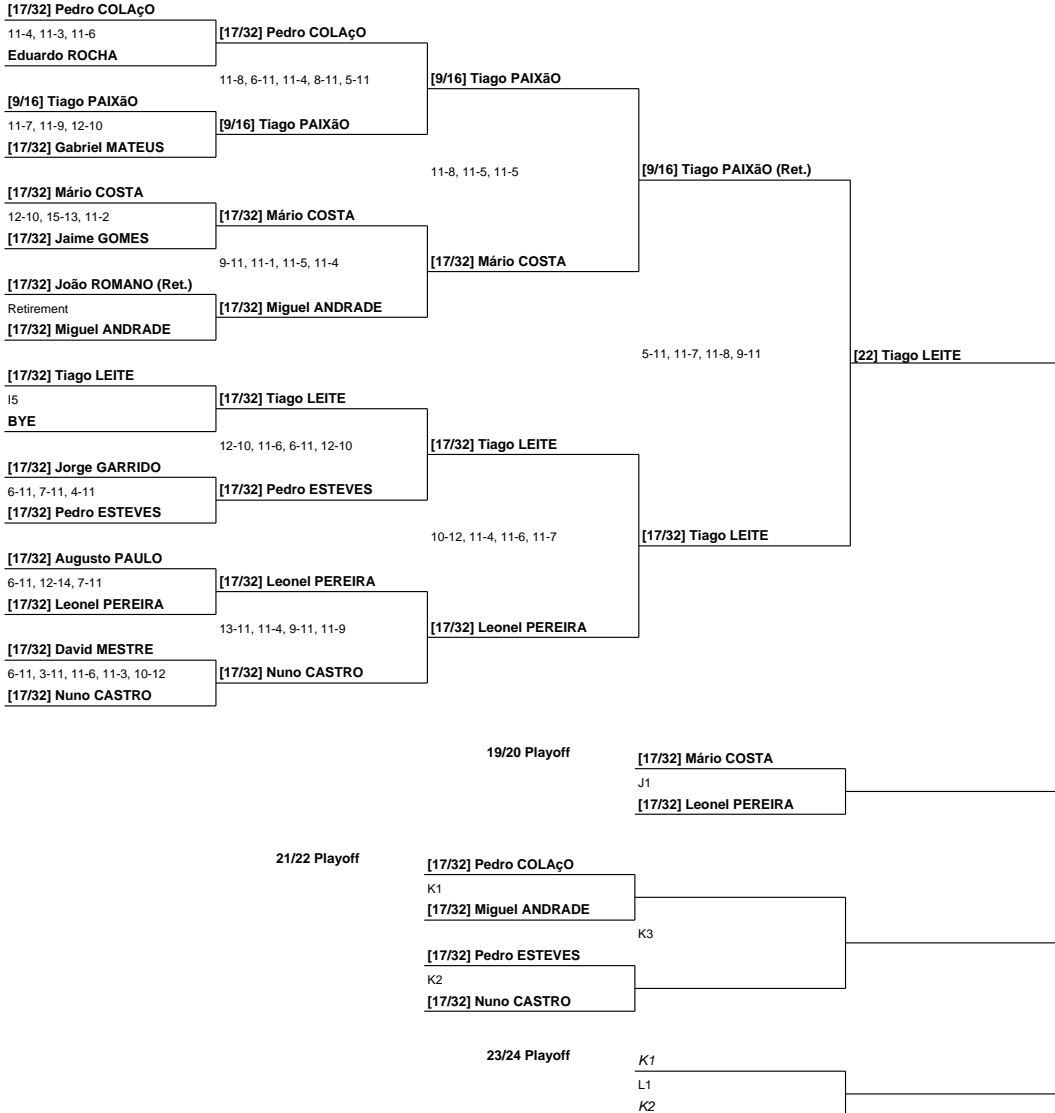 [17/32] Pedro COLAçO
11-4, 11-3, 11-6
[17/32] Pedro COLAçO
Eduardo ROCHA
11-8, 6-11, 11-4, 8-11, 5-11
[9/16] Tiago PAIXãO
[9/16] Tiago PAIXãO
11-7, 11-9, 12-10
[9/16] Tiago PAIXãO
[17/32] Gabriel MATEUS
11-8, 11-5, 11-5
[9/16] Tiago PAIXãO (Ret.)
[17/32] Mário COSTA
12-10, 15-13, 11-2
[17/32] Mário COSTA
[17/32] Jaime GOMES
9-11, 11-1, 11-5, 11-4
[17/32] Mário COSTA
[17/32] João ROMANO (Ret.)
Retirement
[17/32] Miguel ANDRADE
[17/32] Miguel ANDRADE
5-11, 11-7, 11-8, 9-11
[22] Tiago LEITE
[17/32] Tiago LEITE
I5
[17/32] Tiago LEITE
BYE
12-10, 11-6, 6-11, 12-10
[17/32] Tiago LEITE
[17/32] Jorge GARRIDO
6-11, 7-11, 4-11
[17/32] Pedro ESTEVES
[17/32] Pedro ESTEVES
10-12, 11-4, 11-6, 11-7
[17/32] Tiago LEITE
[17/32] Augusto PAULO
6-11, 12-14, 7-11
[17/32] Leonel PEREIRA
[17/32] Leonel PEREIRA
13-11, 11-4, 9-11, 11-9
[17/32] Leonel PEREIRA
[17/32] David MESTRE
6-11, 3-11, 11-6, 11-3, 10-12
[17/32] Nuno CASTRO
[17/32] Nuno CASTRO
19/20 Playoff
[17/32] Mário COSTA
J1
[17/32] Leonel PEREIRA
21/22 Playoff
[17/32] Pedro COLAçO
K1
[17/32] Miguel ANDRADE
K3
[17/32] Pedro ESTEVES
K2
[17/32] Nuno CASTRO
23/24 Playoff
K1
L1
K2